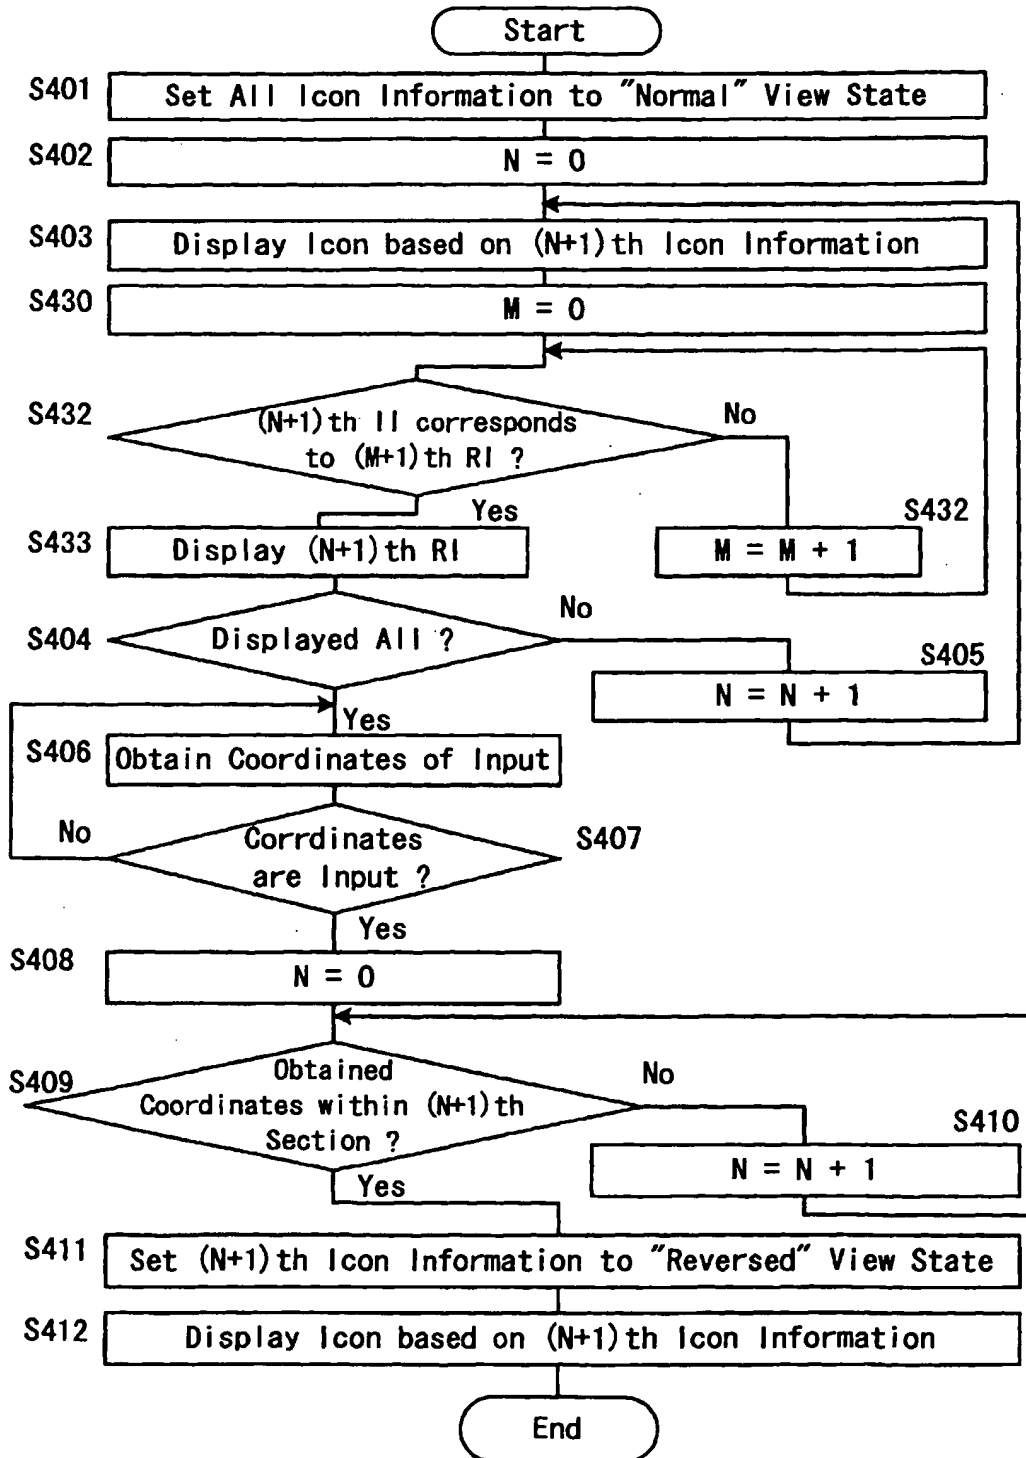 Start
S401
Set All Icon Information to "Normal" View State
S402
N = 0
S403
Display Icon based on (N+1)th Icon Information
S430
M = 0
S432
(N+1)th II corresponds
to (M+1)th RI ?
No
Yes
S432
M = M + 1
S433
Display (N+1)th RI
S404
Displayed All ?
No
S405
N = N + 1
Yes
S406
Obtain Coordinates of Input
S407
Corrdinates
are Input ?
No
Yes
S408
N = 0
S409
Obtained
Coordinates within (N+1)th
Section ?
No
S410
N = N + 1
Yes
S411
Set (N+1)th Icon Information to "Reversed" View State
S412
Display Icon based on (N+1)th Icon Information
End